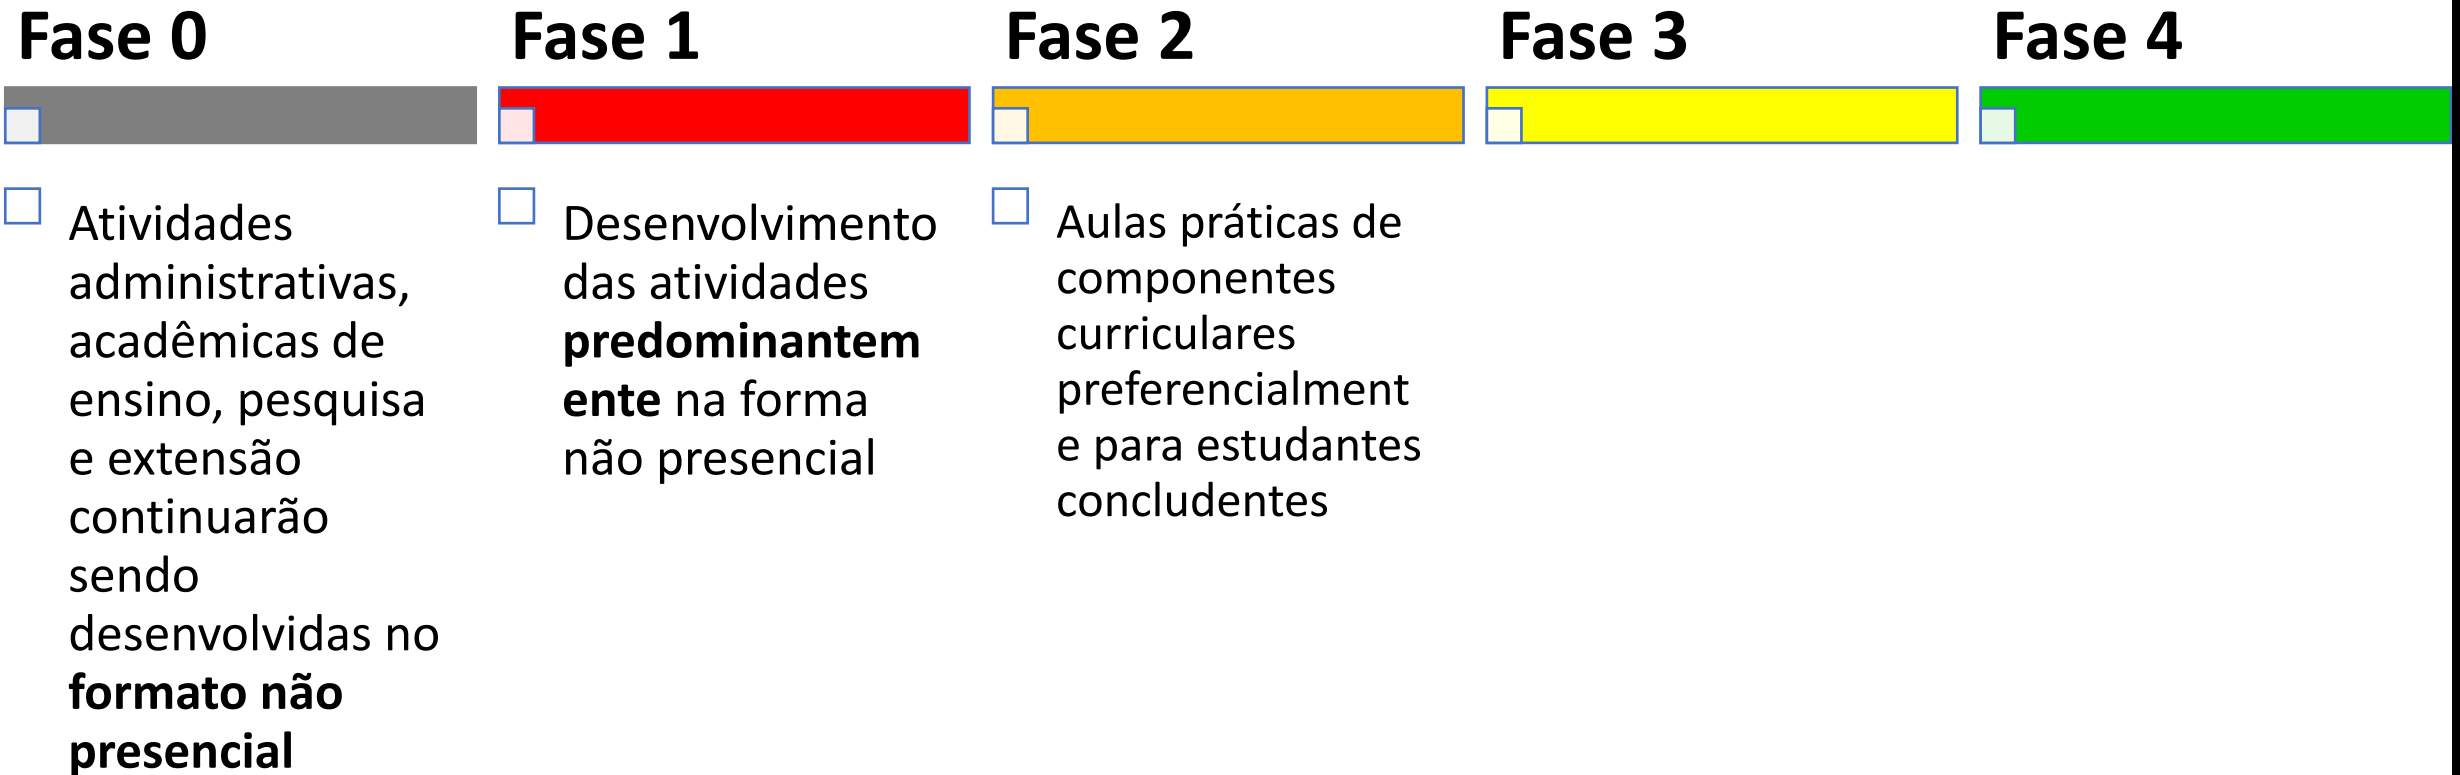 Fase 0
Fase 1
Fase 2
Fase 3
Fase 4
Atividades
administrativas,
acadêmicas de
ensino, pesquisa
e extensão
continuarão
sendo
desenvolvidas no
formato não
presencial
Desenvolvimento
das atividades
predominantem
ente na forma
não presencial
Aulas práticas de
componentes
curriculares
preferencialment
e para estudantes
concludentes